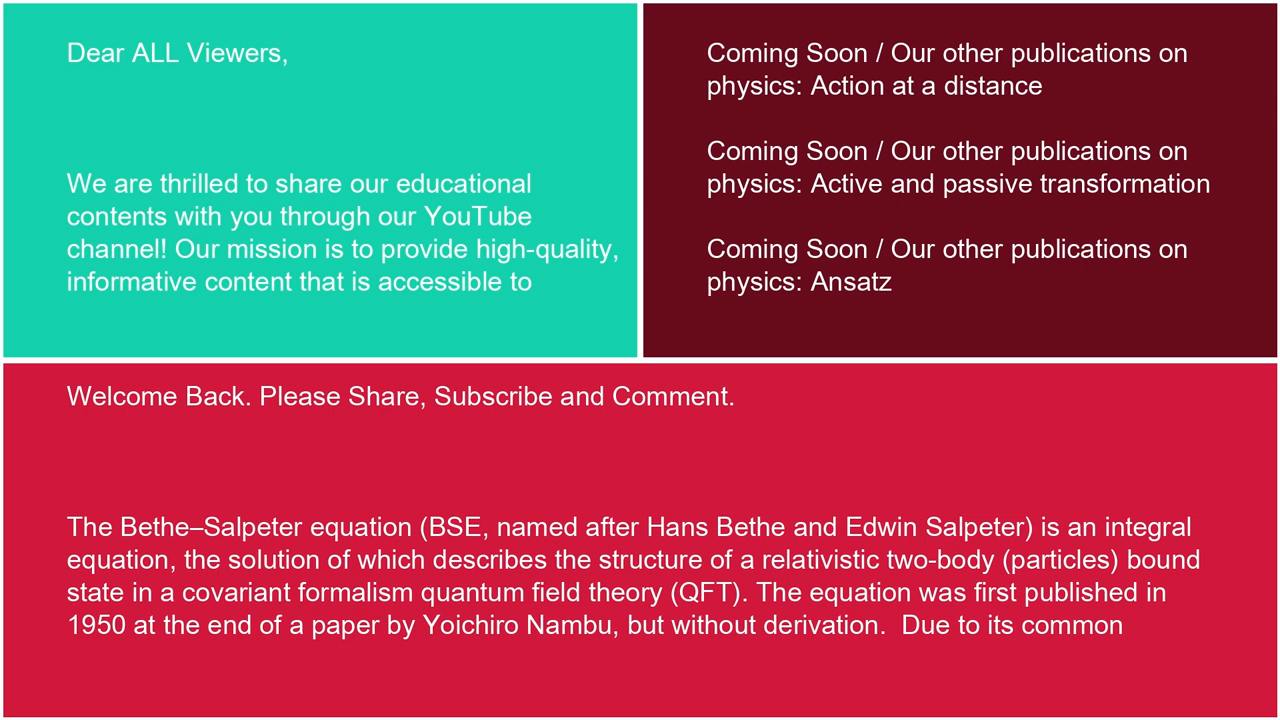 Dear ALL Viewers,
We are thrilled to share our educational
contents with you through our YouTube
channel! Our mission is to provide high-quality,
informative content that is accessible to
Coming Soon / Our other publications on
physics: Action at a distance
Coming Soon / Our other publications on
physics: Active and passive transformation
Coming Soon / Our other publications on
physics: Ansatz
Welcome Back. Please Share, Subscribe and Comment.
The Bethe–Salpeter equation (BSE, named after Hans Bethe and Edwin Salpeter) is an integral
equation, the solution of which describes the structure of a relativistic two-body (particles) bound
state in a covariant formalism quantum field theory (QFT). The equation was first published in
1950 at the end of a paper by Yoichiro Nambu, but without derivation.  Due to its common